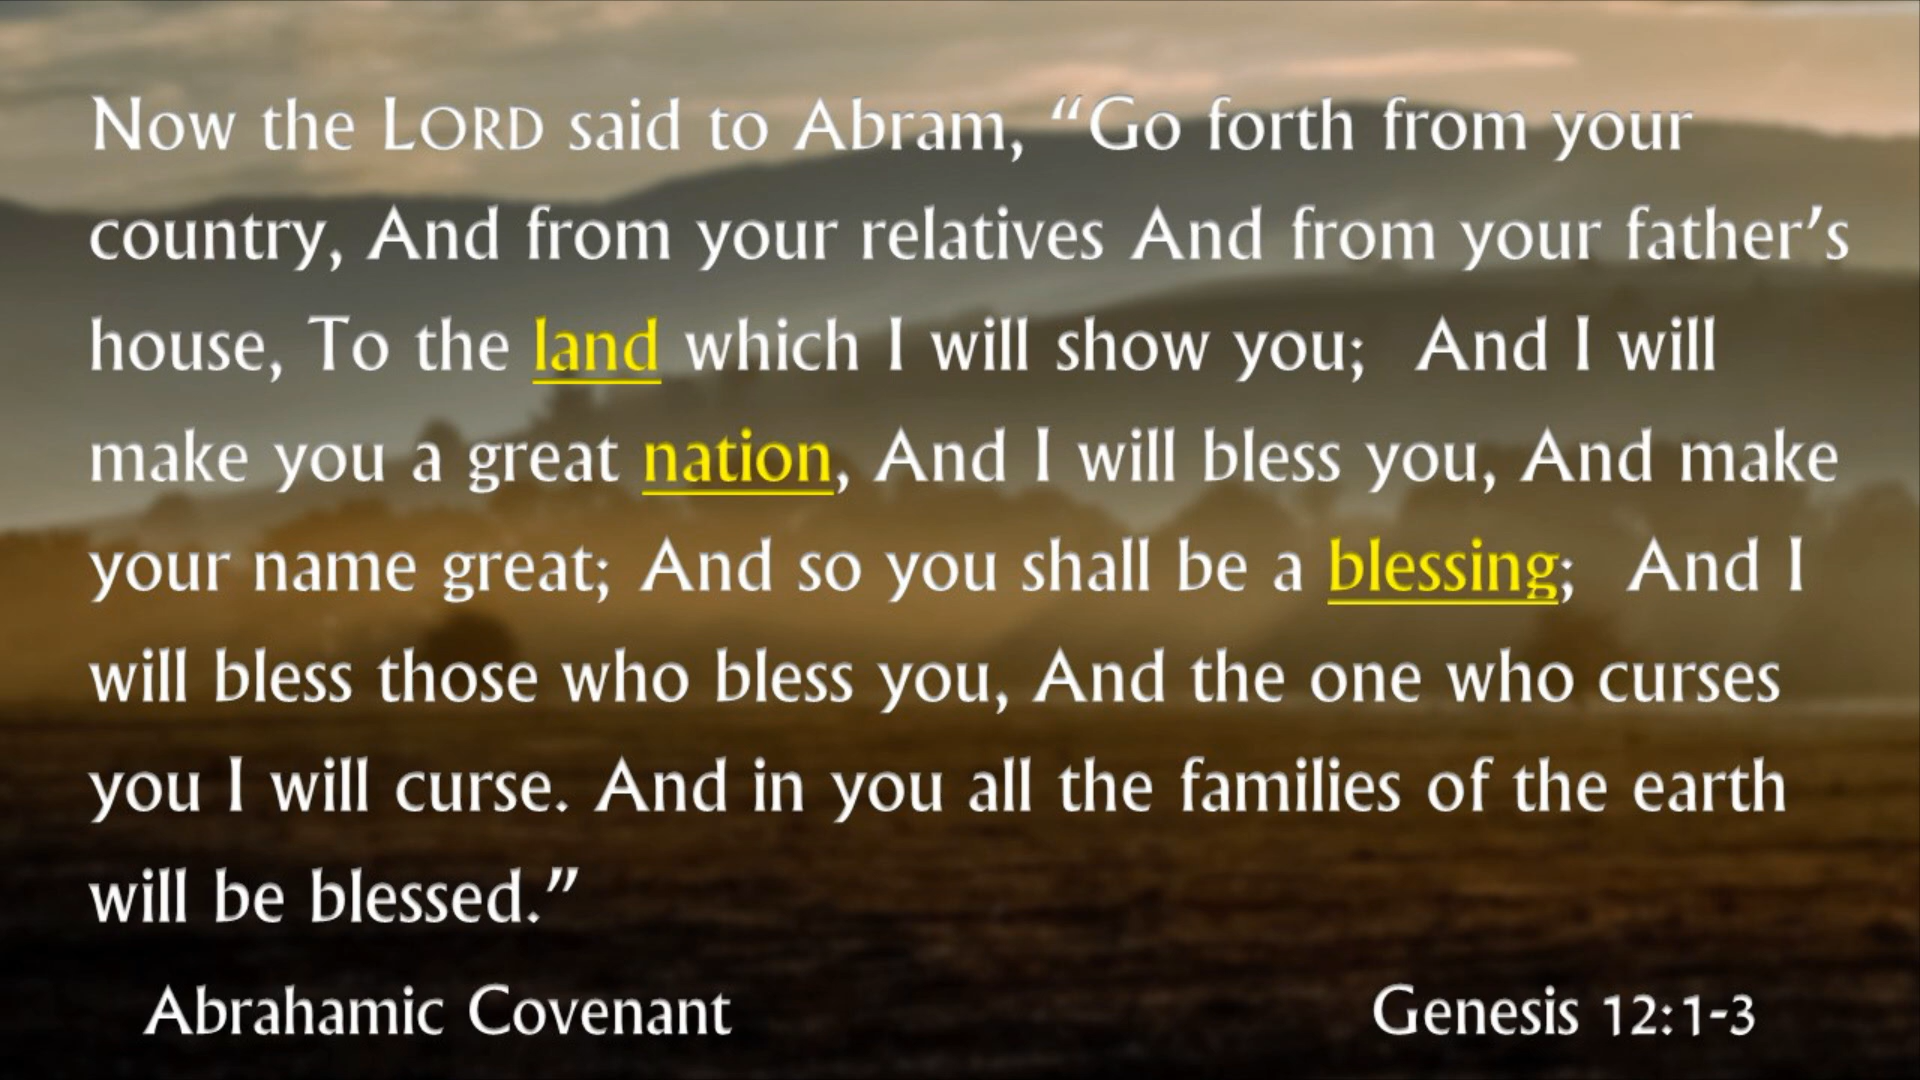 Now the LORD said to Abram, “Go forth from your
country, And from your relatives And from your father’s
house, To the land which I will show you;  And I will
make you a great nation, And I will bless you, And make
your name great; And so you shall be a blessing;  And I
will bless those who bless you, And the one who curses
you I will curse. And in you all the families of the earth
will be blessed.”
Abrahamic Covenant Genesis 12:1-3